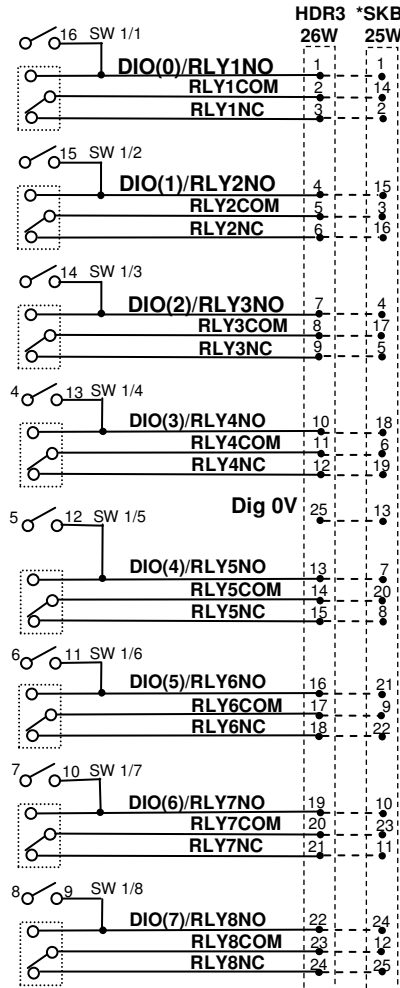 HDR3 *SKB
26W 25W
16 SW 1/1
DIO(0)/RLY1NO 1 1
RLY1COM 2 14
RLY1NC 3 2
15 SW 1/2
DIO(1)/RLY2NO 4 15
RLY2COM 5 3
RLY2NC 6 16
14 SW 1/3
DIO(2)/RLY3NO 7 4
RLY3COM 8 17
RLY3NC 9 5
4 13 SW 1/4
DIO(3)/RLY4NO 10 18
RLY4COM 11 6
RLY4NC 12 19
Dig 0V 25 13
5 12 SW 1/5
DIO(4)/RLY5NO 13 7
RLY5COM 14 20
RLY5NC 15 8
6 11 SW 1/6
DIO(5)/RLY6NO 16 21
RLY6COM 17 9
RLY6NC 18 22
7 10 SW 1/7
DIO(6)/RLY7NO 19 10
RLY7COM 20 23
RLY7NC 21 11
8 9 SW 1/8
DIO(7)/RLY8NO 22 24
RLY8COM 23 12
RLY8NC 24 25